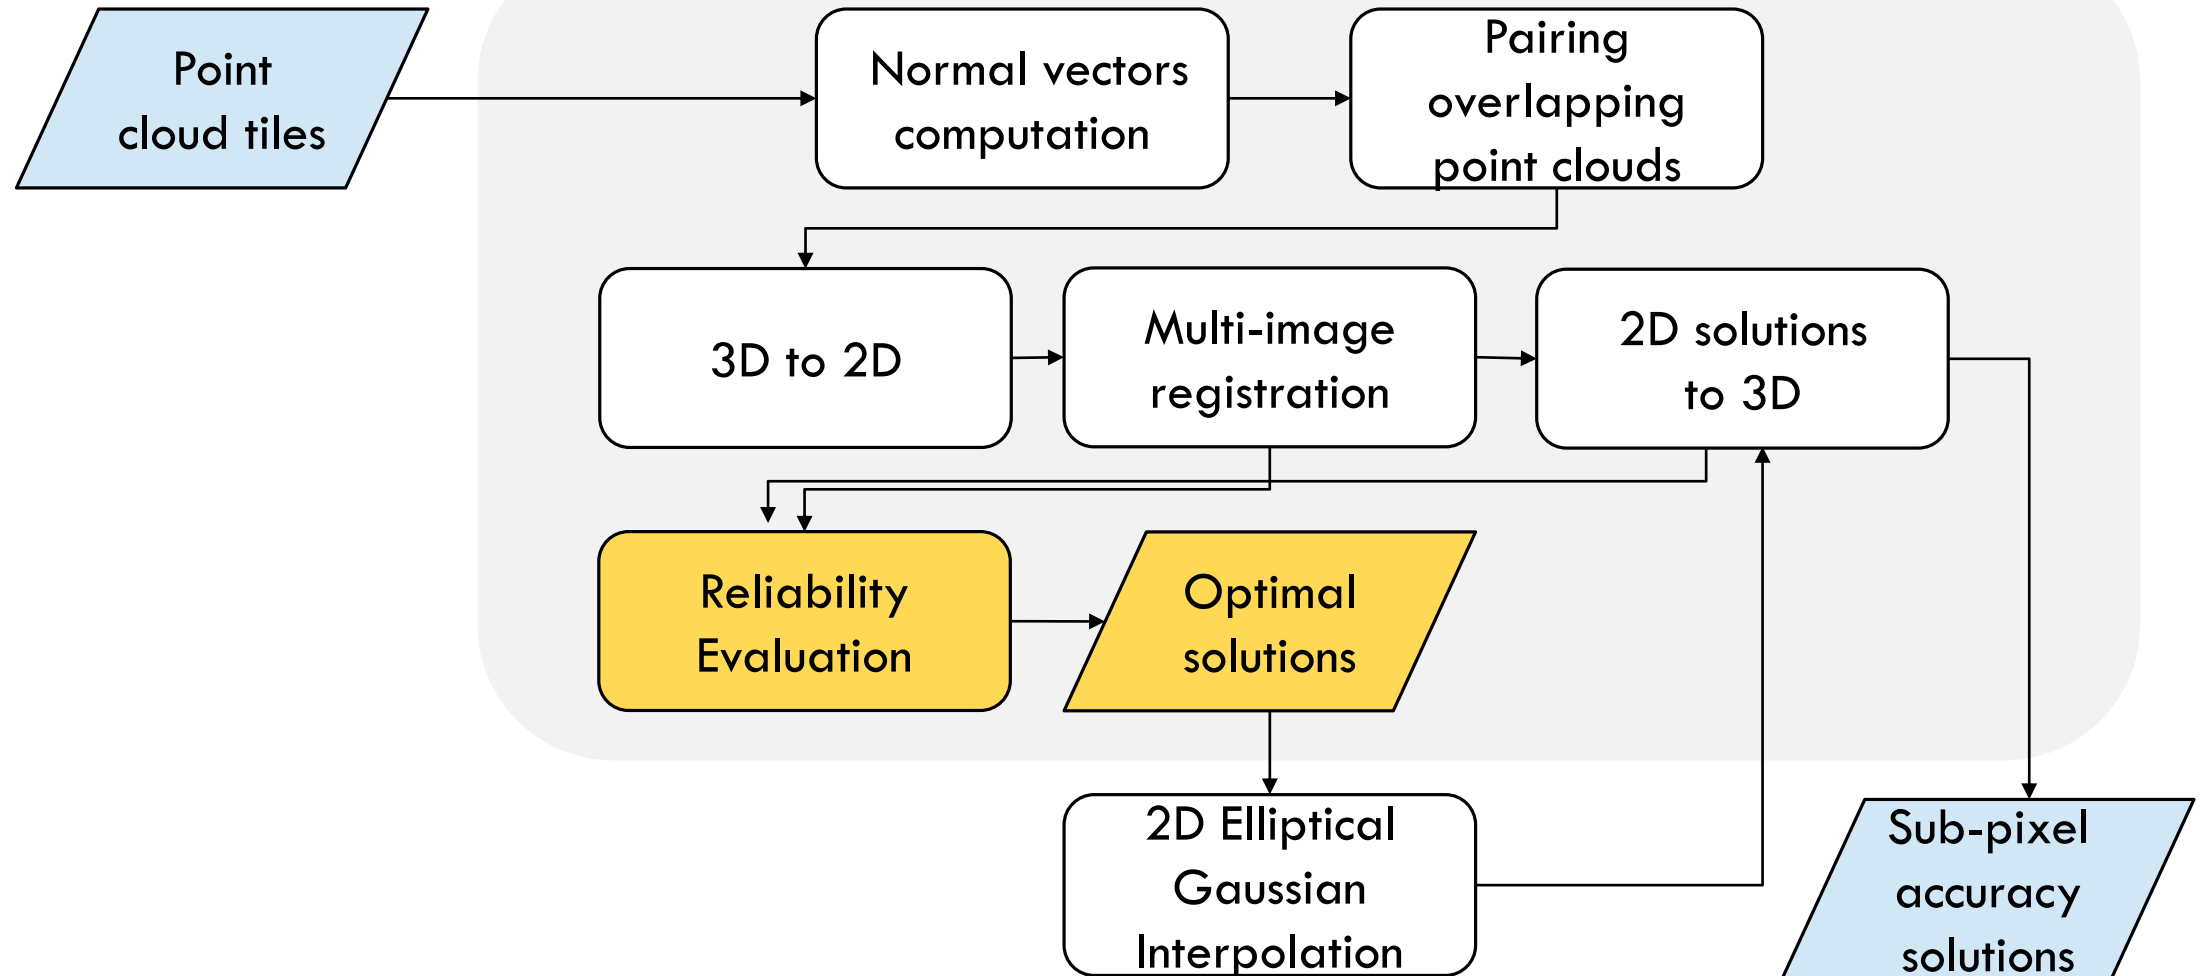 Point
cloud tiles
Normal vectors
computation
Pairing
overlapping
point clouds
3D to 2D
Multi-image
registration
2D solutions
to 3D
Reliability
Evaluation
Optimal
solutions
2D Elliptical
Gaussian
Interpolation
Sub-pixel
accuracy
solutions